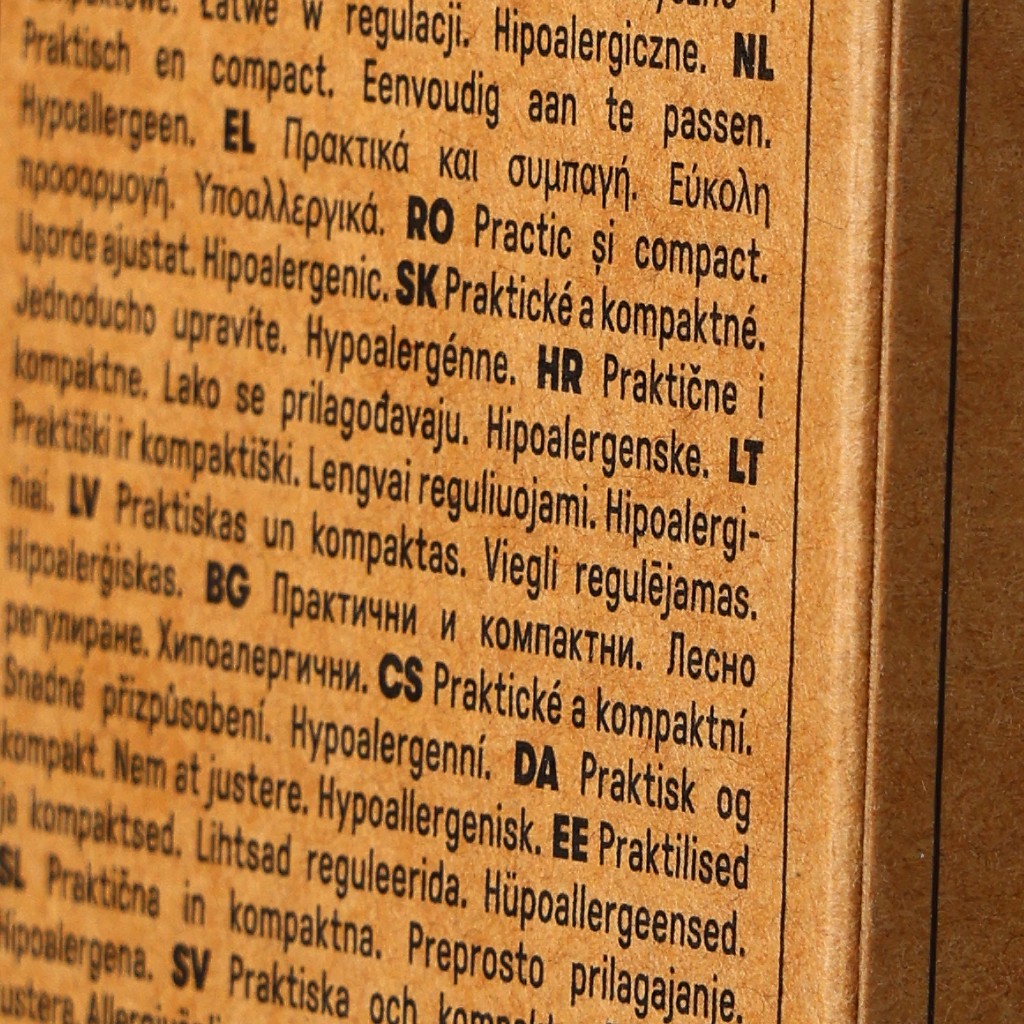 Łatwe w regulacji. Hipoalergiczne. NL
Praktisch en compact. Eenvoudig aan te passen.
Hypoallergeen. EL Πρακτικά και συμπαγή. Εύκολη
προσαρμογή. Υποαλλεργικά. RO Practic și compact.
Ușorde ajustat. Hipoalergenic. SK Praktické a kompaktné.
Jednoducho upravíte. Hypoalergénne. HR Praktične i
kompaktne. Lako se prilagođavaju. Hipoalergenske. LT
Praktiški ir kompaktiški. Lengvai reguliuojami. Hipoalergi-
niai. LV Praktiskas un kompaktas. Viegli regulējamas.
Hipoalerģiskas. BG Практични и компактни. Лесно
регулиране. Хипоалергични. CS Praktické a kompaktní.
Snadné přizpůsobení. Hypoalergenní. DA Praktisk og
kompakt. Nem at justere. Hypoallergenisk. EE Praktilised
ja kompaktsed. Lihtsad reguleerida. Hüpoallergeensed.
SL Praktična in kompaktna. Preprosto prilagajanje.
Hipoalergena. SV Praktiska och